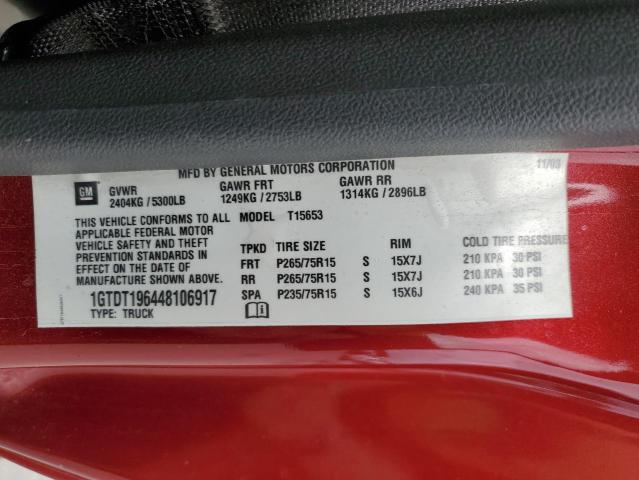 MFD BY GENERAL MOTORS CORPORATION 11/03
GM GVWR GAWR FRT GAWR RR
2404KG / 5300LB 1249KG / 2753LB 1314KG / 2896LB
THIS VEHICLE CONFORMS TO ALL MODEL T15653
APPLICABLE FEDERAL MOTOR
VEHICLE SAFETY AND THEFT
PREVENTION STANDARDS IN
EFFECT ON THE DATE OF
MANUFACTURE SHOWN ABOVE.
TPKD TIRE SIZE RIM COLD TIRE PRESSURE
FRT P265/75R15 S 15X7J 210 KPA 30 PSI
RR P265/75R15 S 15X7J 210 KPA 30 PSI
SPA P235/75R15 S 15X6J 240 KPA 35 PSI
1GTDT196448106917
TYPE: TRUCK